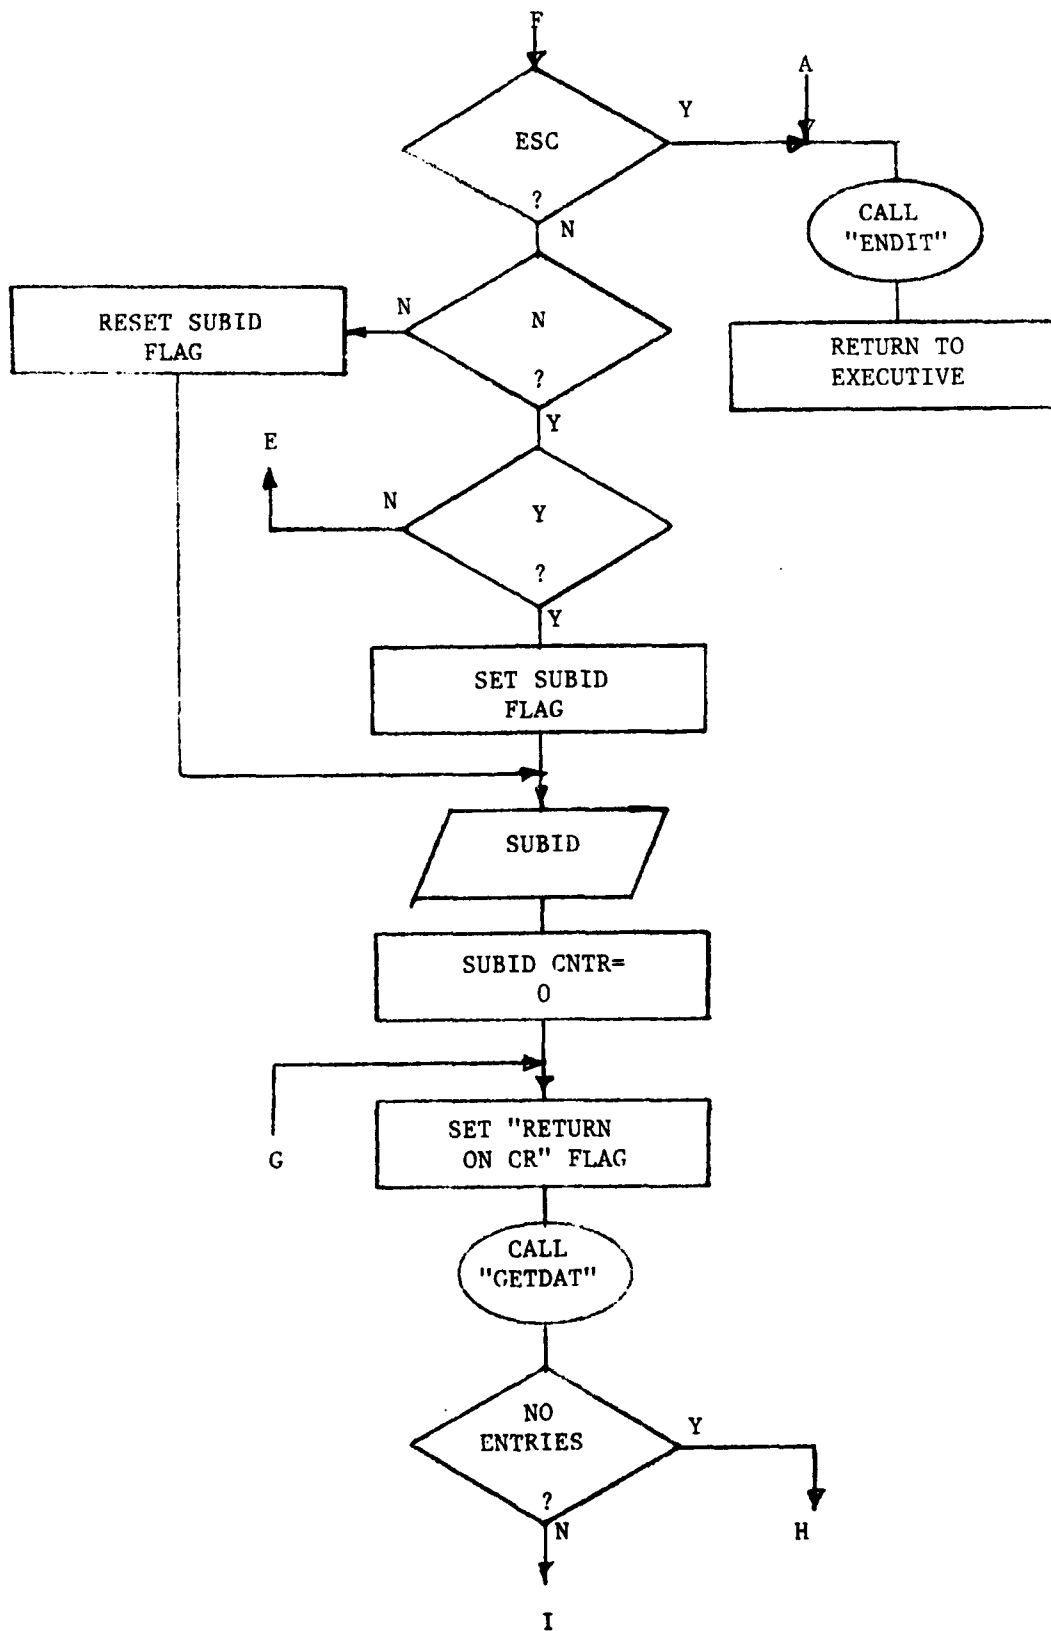 F
A
Y
ESC
?
N
CALL
"ENDIT"
RETURN TO
EXECUTIVE
N
N
?
Y
RESET SUBID
FLAG
E
N
Y
?
Y
SET SUBID
FLAG
SUBID
SUBID CNTR=
0
G
SET "RETURN
ON CR" FLAG
CALL
"GETDAT"
NO
ENTRIES
?
Y
N
H
I